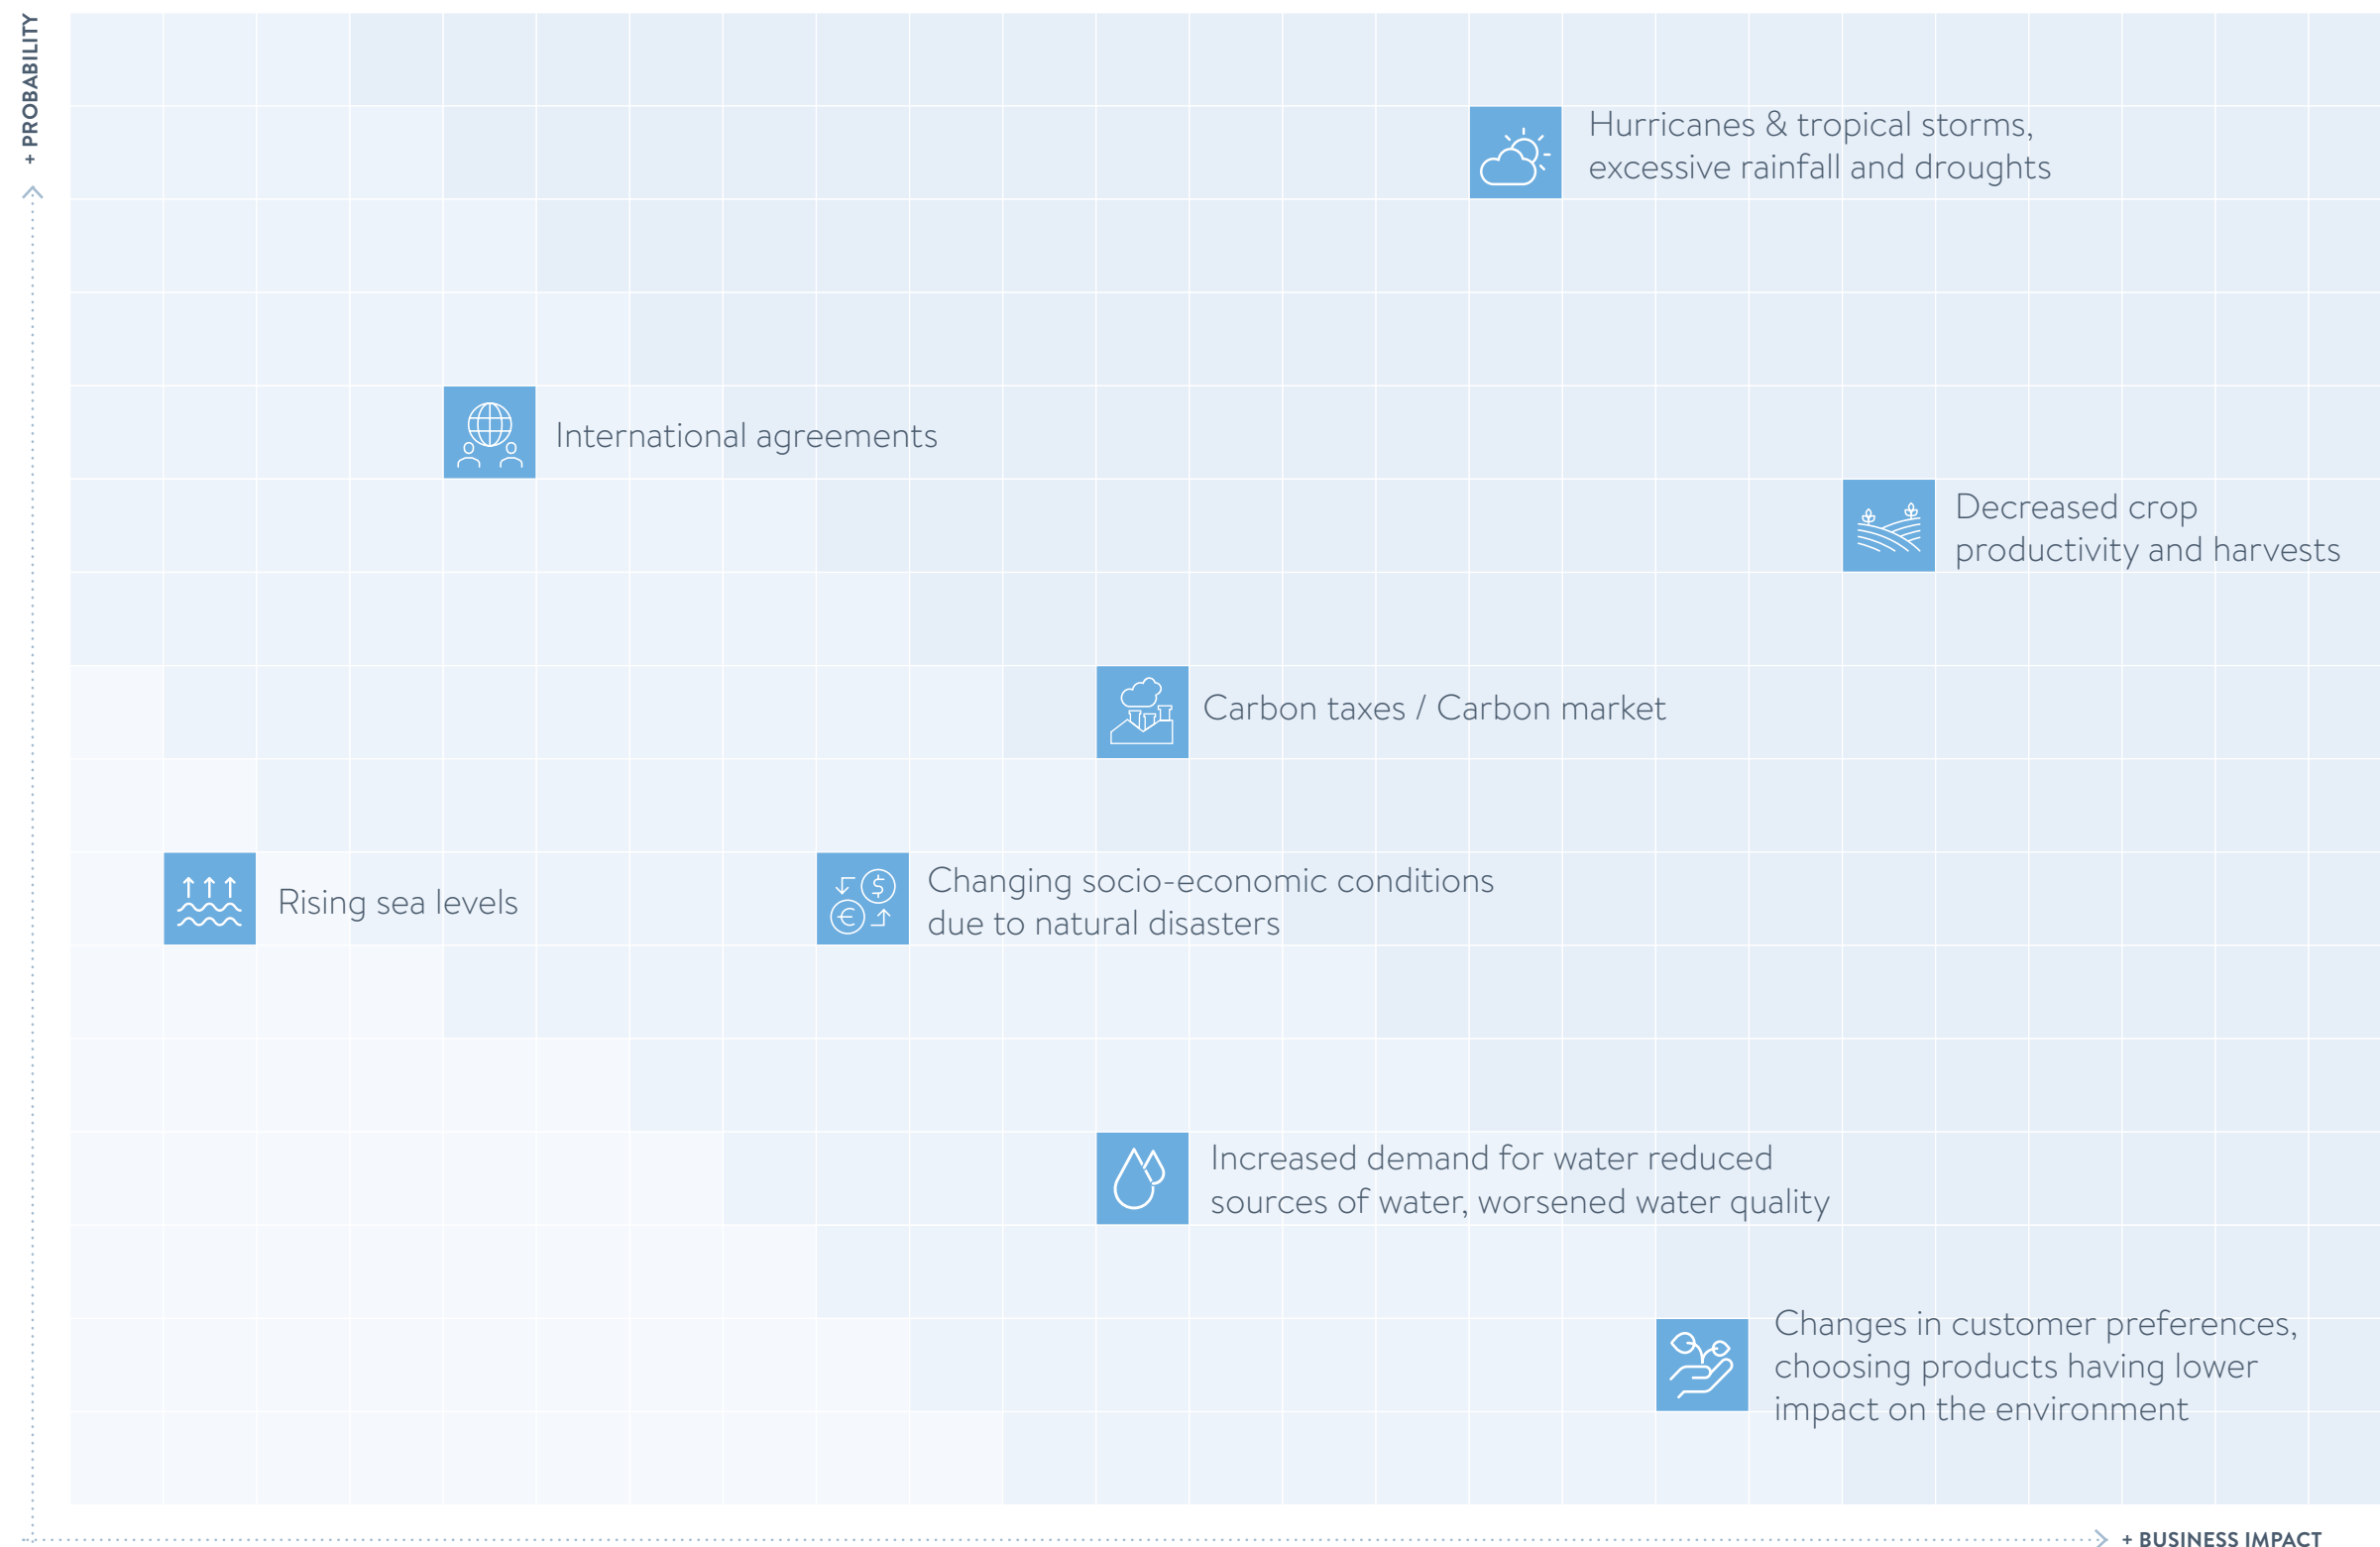 + PROBABILITY
Hurricanes & tropical storms,
excessive rainfall and droughts
International agreements
Decreased crop
productivity and harvests
Carbon taxes / Carbon market
Rising sea levels
$
€
Changing socio-economic conditions
due to natural disasters
Increased demand for water reduced
sources of water, worsened water quality
Changes in customer preferences,
choosing products having lower
impact on the environment
+ BUSINESS IMPACT